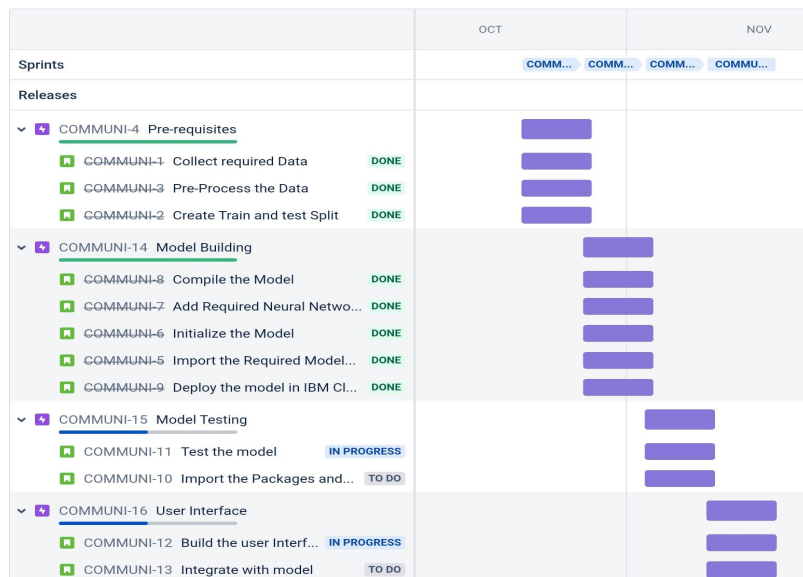 OCT NOV
Sprints COMM... COMM... COMM... COMMU...
Releases
COMMUNI-4 Pre-requisites
COMMUNI-1 Collect required Data DONE
COMMUNI-3 Pre-Process the Data DONE
COMMUNI-2 Create Train and test Split DONE
COMMUNI-14 Model Building
COMMUNI-8 Compile the Model DONE
COMMUNI-7 Add Required Neural Netwo... DONE
COMMUNI-6 Initialize the Model DONE
COMMUNI-5 Import the Required Model... DONE
COMMUNI-9 Deploy the model in IBM Cl... DONE
COMMUNI-15 Model Testing
COMMUNI-11 Test the model IN PROGRESS
COMMUNI-10 Import the Packages and... TO DO
COMMUNI-16 User Interface
COMMUNI-12 Build the user Interf... IN PROGRESS
COMMUNI-13 Integrate with model TO DO